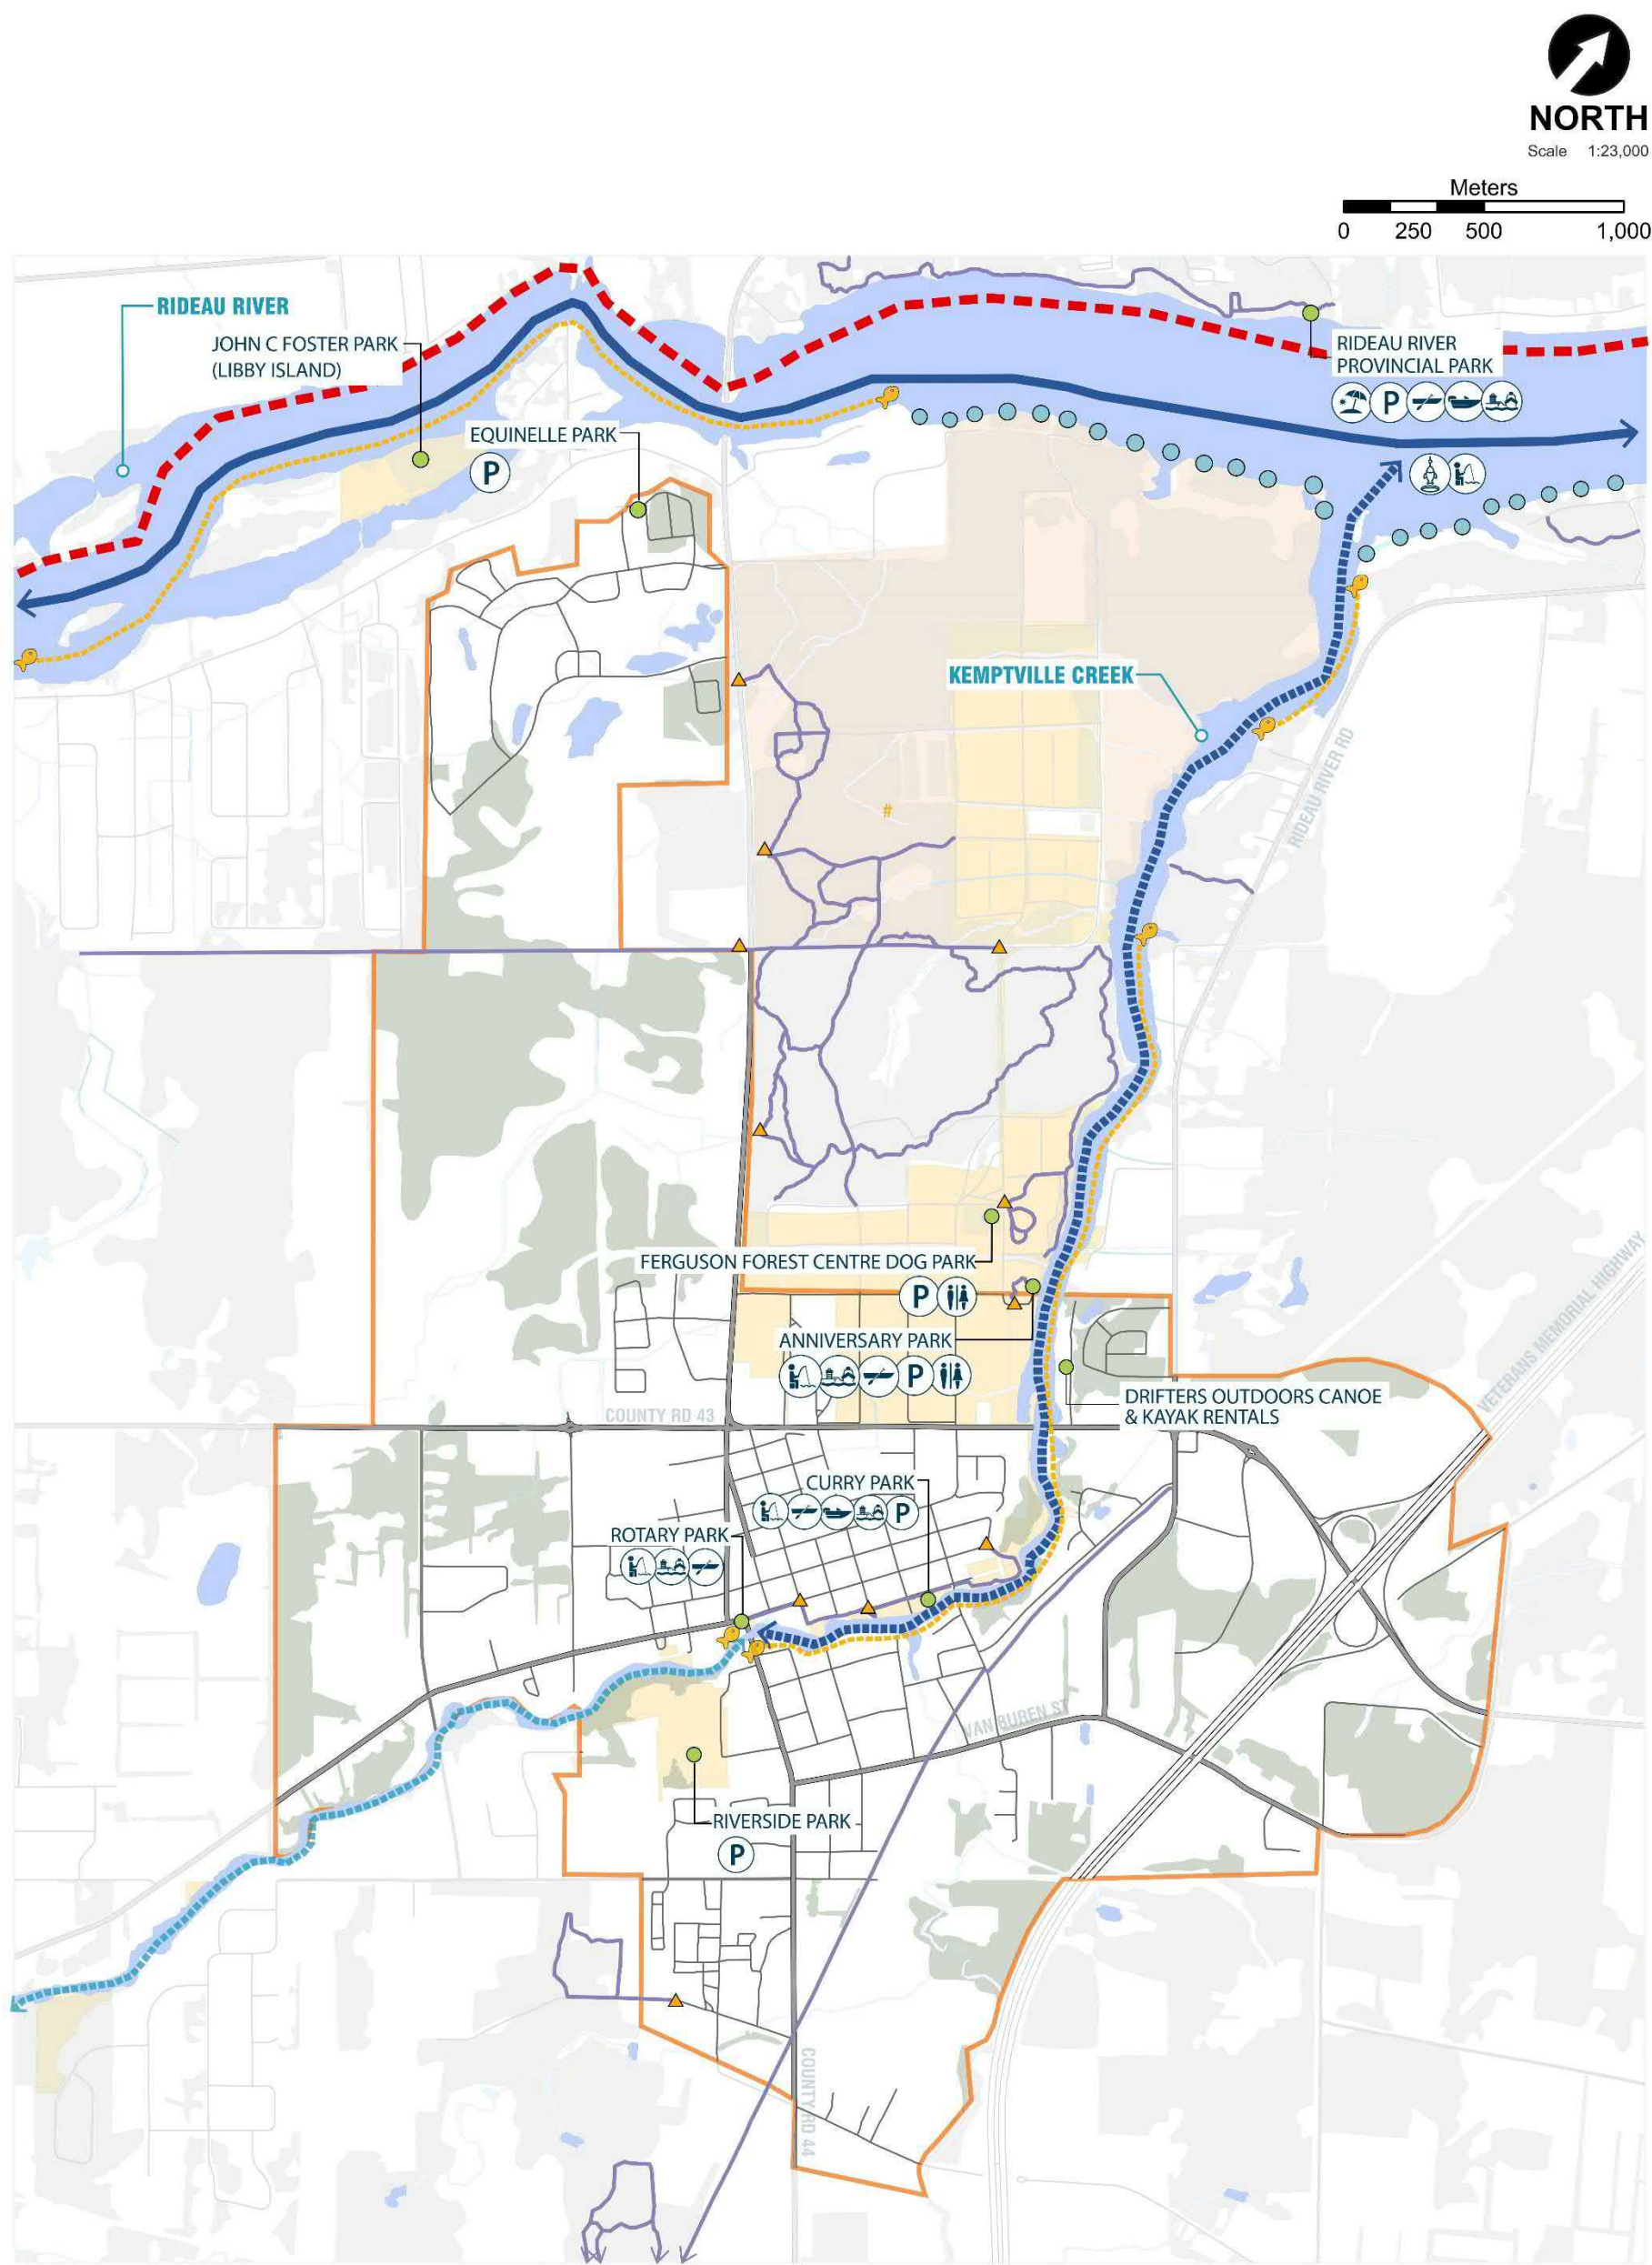 NORTH
Scale 1:23,000
Meters
0 250 500 1,000
RIDEAU RIVER
JOHN C FOSTER PARK
(LIBBY ISLAND)
RIDEAU RIVER
PROVINCIAL PARK
P
EQUINELLE PARK
P
KEMPTVILLE CREEK
RIDEAU RIVER RD
#
FERGUSON FOREST CENTRE DOG PARK
P
VETERANS MEMORIAL HIGHWAY
ANNIVERSARY PARK
P
DRIFTERS OUTDOORS CANOE
& KAYAK RENTALS
COUNTY RD 43
CURRY PARK
P
ROTARY PARK
VAN BUREN ST
RIVERSIDE PARK
P
COUNTY RD 44